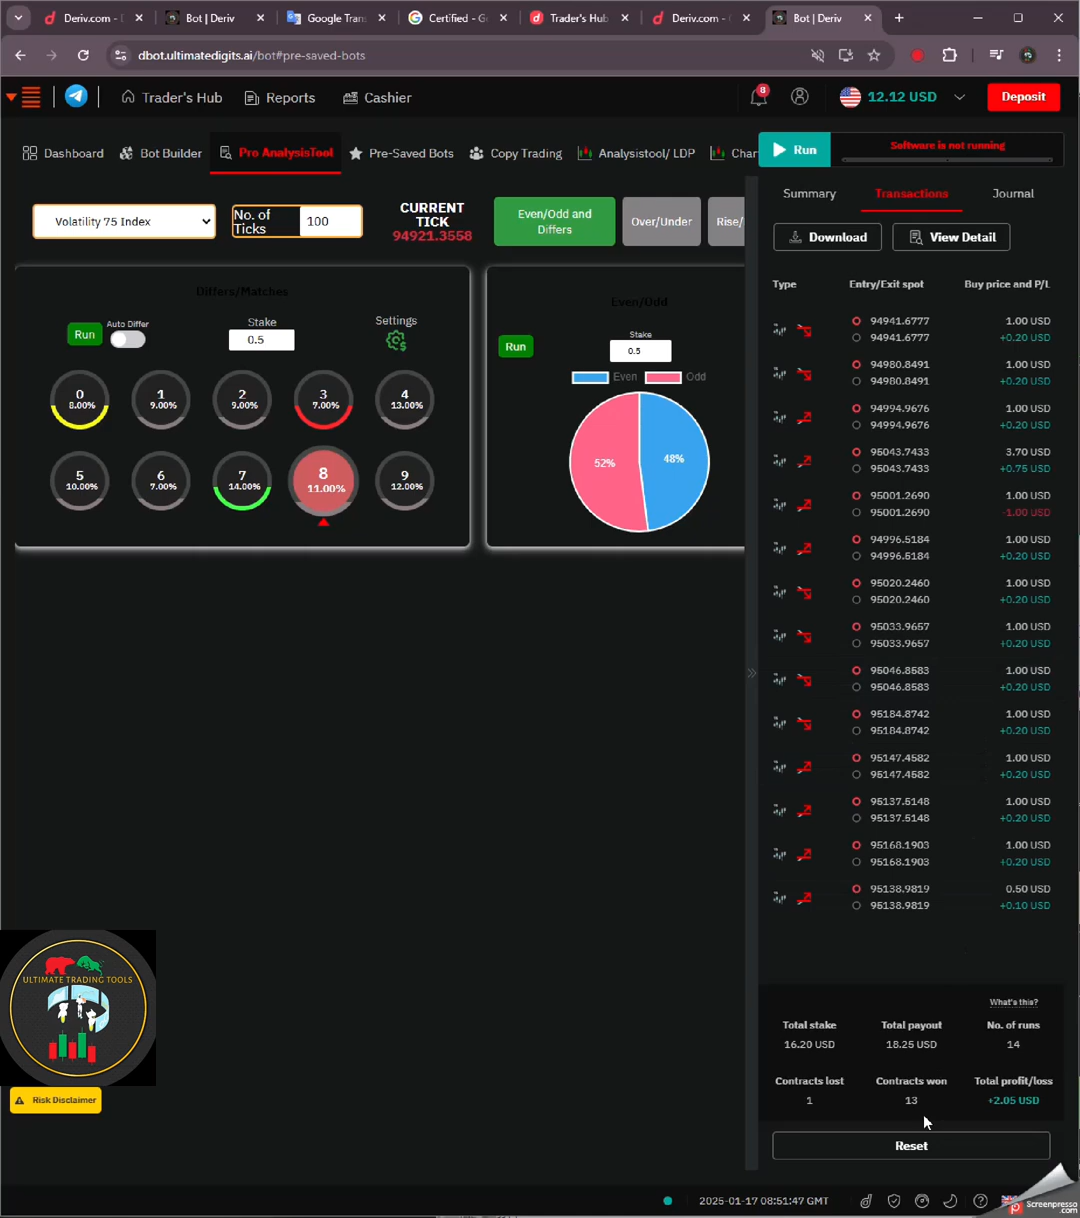 Deriv.com - 
Bot | Deriv
Google Tran
Certified - G
Trader's Hub
Deriv.com - 
Bot | Deriv
dbot.ultimatedigits.ai/bot#pre-saved-bots
Trader's Hub
Reports
Cashier
8
12.12 USD
Deposit
Dashboard
Bot Builder
Pro AnalysisTool
Pre-Saved Bots
Copy Trading
Analysistool/ LDP
Char
Run
Software is not running
Summary
Transactions
Journal
Volatility 75 Index
No. of Ticks
100
CURRENT
TICK
94921.3558
Even/Odd and
Differs
Over/Under
Rise/
Download
View Detail
Type
Entry/Exit spot
Buy price and P/L
Differs/Matches
Run
Auto Differ
Stake
0.5
Settings
0
8.00%
1
9.00%
2
9.00%
3
7.00%
4
13.00%
5
10.00%
6
7.00%
7
14.00%
8
11.00%
9
12.00%
Even/Odd
Run
Stake
0.5
Even
Odd
52%
48%
94941.6777 1.00 USD
94941.6777 +0.20 USD
94980.8491 1.00 USD
94980.8491 +0.20 USD
94994.9676 1.00 USD
94994.9676 +0.20 USD
95043.7433 3.70 USD
95043.7433 +0.75 USD
95001.2690 1.00 USD
95001.2690 -1.00 USD
94996.5184 1.00 USD
94996.5184 +0.20 USD
95020.2460 1.00 USD
95020.2460 +0.20 USD
95033.9657 1.00 USD
95033.9657 +0.20 USD
95046.8583 1.00 USD
95046.8583 +0.20 USD
95184.8742 1.00 USD
95184.8742 +0.20 USD
95147.4582 1.00 USD
95147.4582 +0.20 USD
95137.5148 1.00 USD
95137.5148 +0.20 USD
95168.1903 1.00 USD
95168.1903 +0.20 USD
95138.9819 0.50 USD
95138.9819 +0.10 USD
ULTIMATE TRADING TOOLS
Risk Disclaimer
What's this?
Total stake
16.20 USD
Total payout
18.25 USD
No. of runs
14
Contracts lost
1
Contracts won
13
Total profit/loss
+2.05 USD
Reset
2025-01-17 08:51:47 GMT
Screenpresso
.com